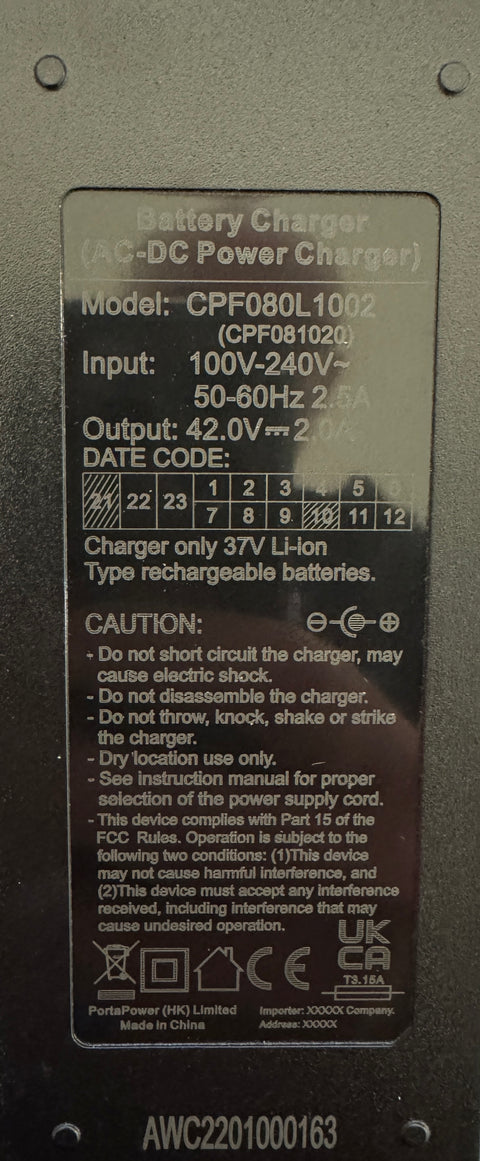 Battery Charger
(AC-DC Power Charger)
Model: CPF080L1002
(CPF081020)
Input: 100V-240V~
50-60Hz 2.5A
Output: 42.0V⎓2.0A
DATE CODE:
21 22 23 1 2 3 4 5 6
7 8 9 10 11 12
Charger only 37V Li-ion
Type rechargeable batteries.
CAUTION:
- Do not short circuit the charger, may
cause electric shock.
- Do not disassemble the charger.
- Do not throw, knock, shake or strike
the charger.
- Dry location use only.
- See instruction manual for proper
selection of the power supply cord.
- This device complies with Part 15 of the
FCC Rules. Operation is subject to the
following two conditions: (1)This device
may not cause harmful interference, and
(2)This device must accept any interference
received, including interference that may
cause undesired operation.
UK
CA
CE
T3.15A
PortaPower (HK) Limited
Made in China
Importer: XXXXX Company.
Address: XXXXX
AWC2201000163